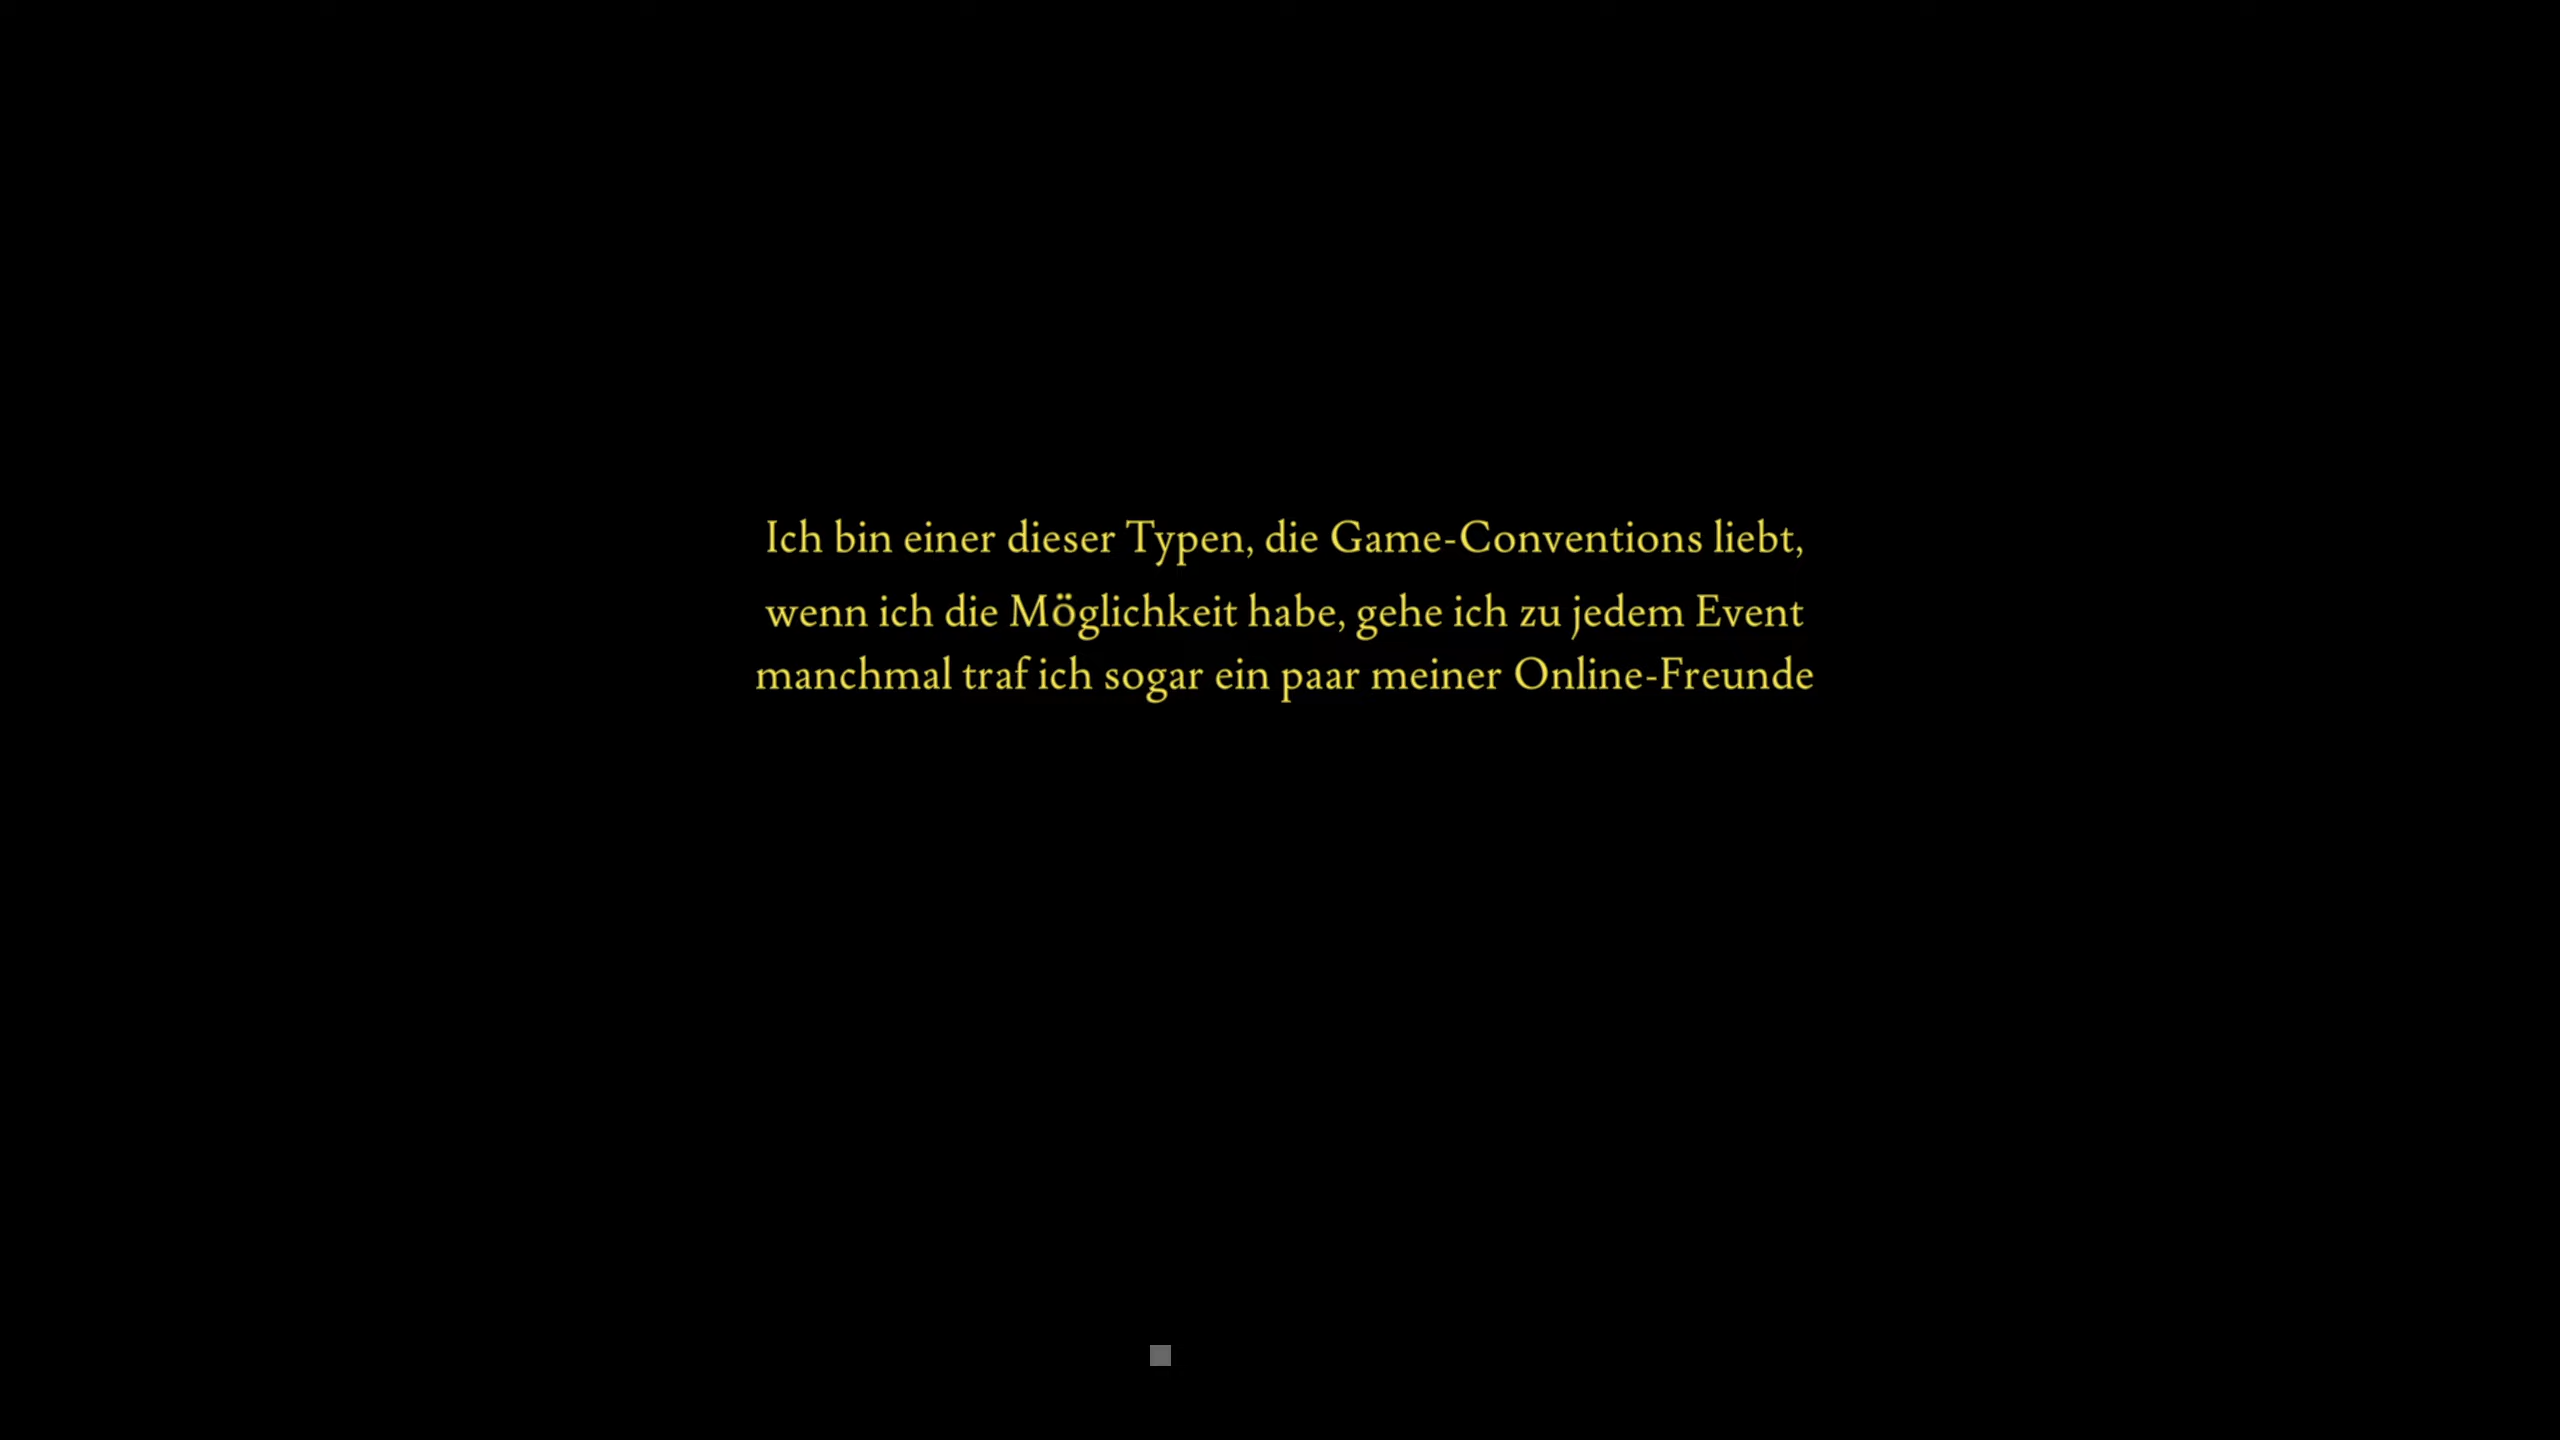 Ich bin einer dieser Typen, die Game-Conventions liebt,
wenn ich die Möglichkeit habe, gehe ich zu jedem Event
manchmal traf ich sogar ein paar meiner Online-Freunde